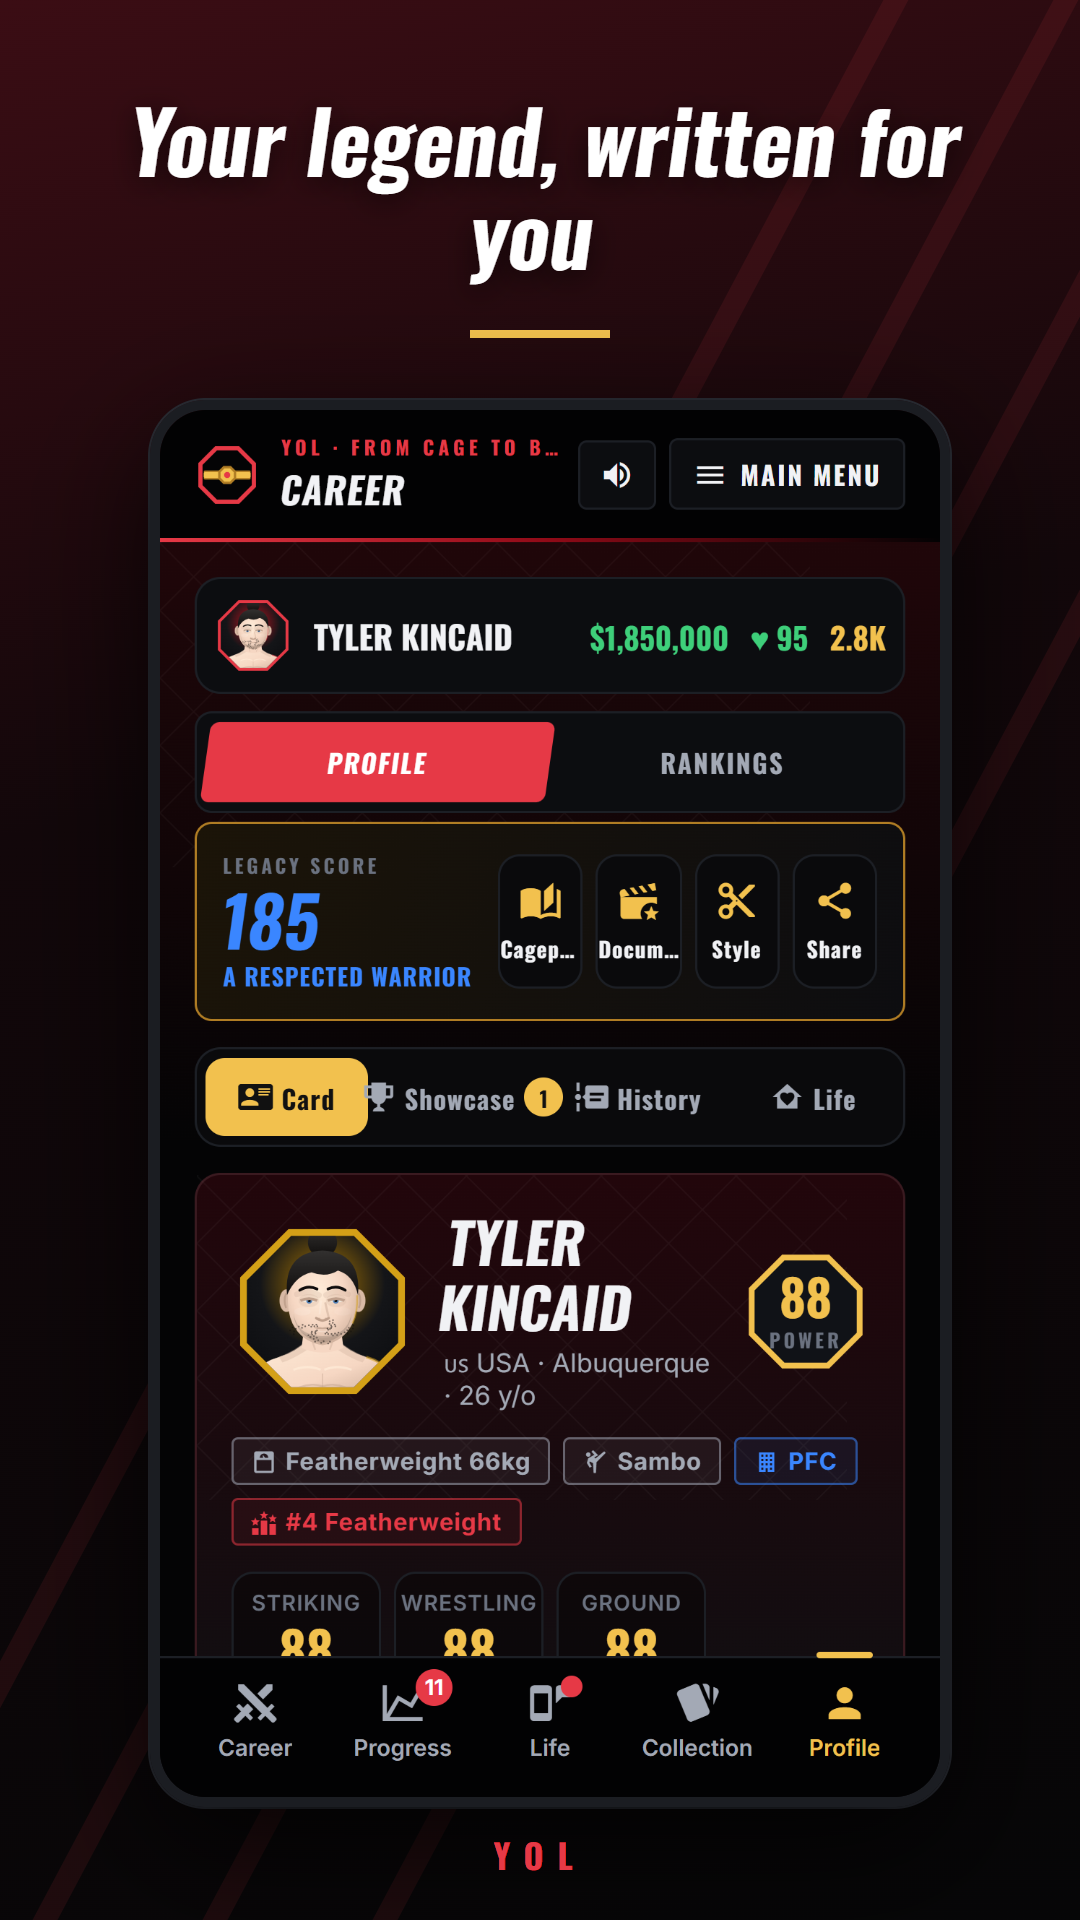 Your legend, written for
you
YOL · FROM CAGE TO B...
CAREER
MAIN MENU
TYLER KINCAID
$1,850,000 ♥ 95 2.8K
PROFILE
RANKINGS
LEGACY SCORE
185
A RESPECTED WARRIOR
Cagep...
Docum...
Style
Share
Card
Showcase 1
History
Life
TYLER
KINCAID
US USA · Albuquerque
· 26 y/o
88
POWER
Featherweight 66kg
Sambo
PFC
#4 Featherweight
STRIKING
88
WRESTLING
88
GROUND
88
11
Career
Progress
Life
Collection
Profile
YOL